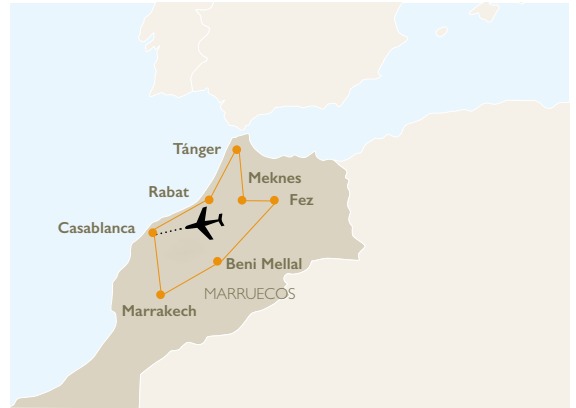 Tánger
Meknes
Rabat
Fez
Casablanca
Beni Mellal
MARRUECOS
Marrakech